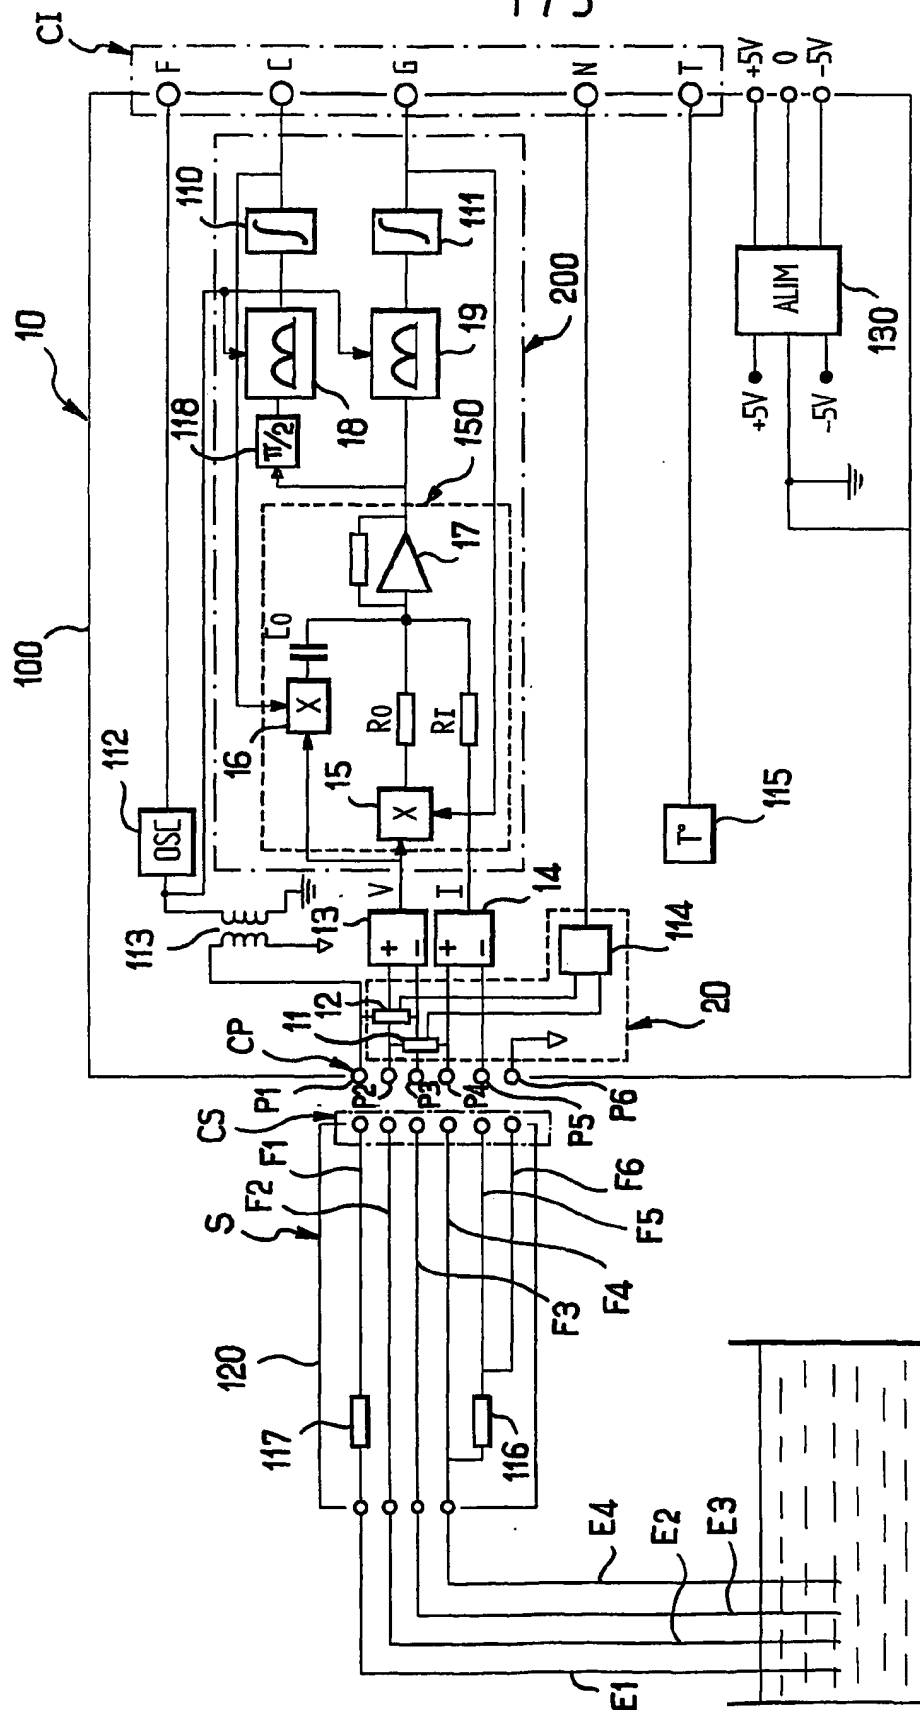 1/5
CI
F
C
G
N
T
+5V
0
-5V
10
100
110
111
118
π/2
18
19
200
150
17
C0
16
X
R0
RI
15
X
112
OSC
113
V
I
13
+
-
14
+
-
12
11
114
20
115
T°
ALIM
130
+5V
-5V
CP
P1
P2
P3
P4
P5
P6
CS
S
F1
F2
F3
F4
F5
F6
120
117
116
E1
E2
E3
E4